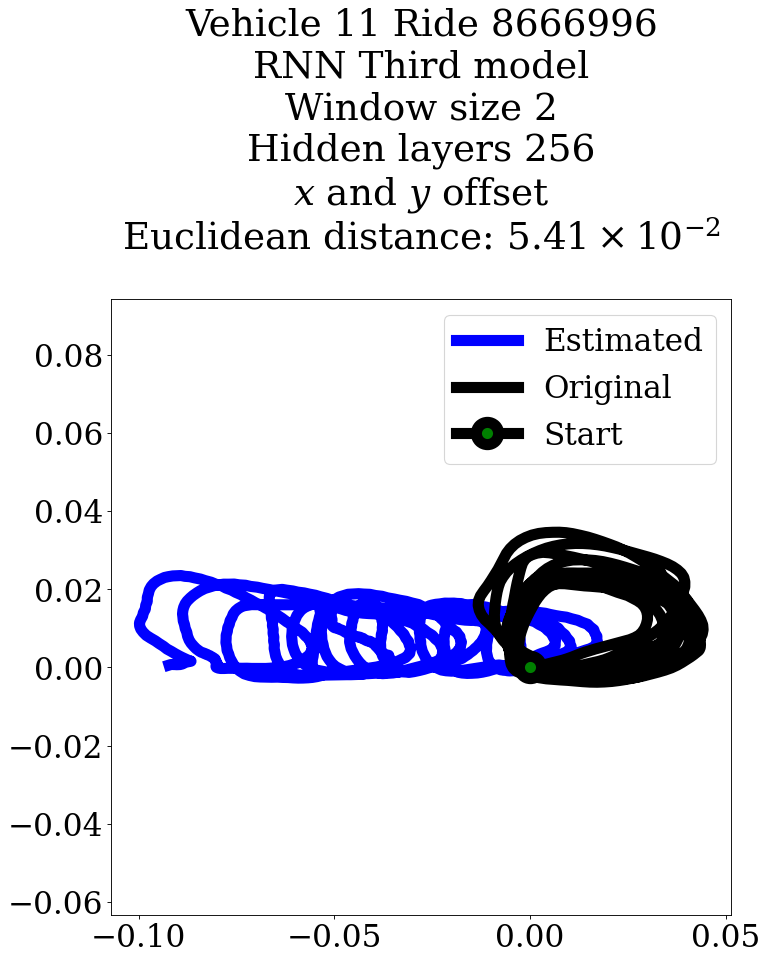 Vehicle 11 Ride 8666996
RNN Third model
Window size 2
Hidden layers 256
x and y offset
Euclidean distance: 5.41 × 10⁻²
Estimated
Original
Start
0.08
0.06
0.04
0.02
0.00
−0.02
−0.04
−0.06
−0.10 −0.05 0.00 0.05